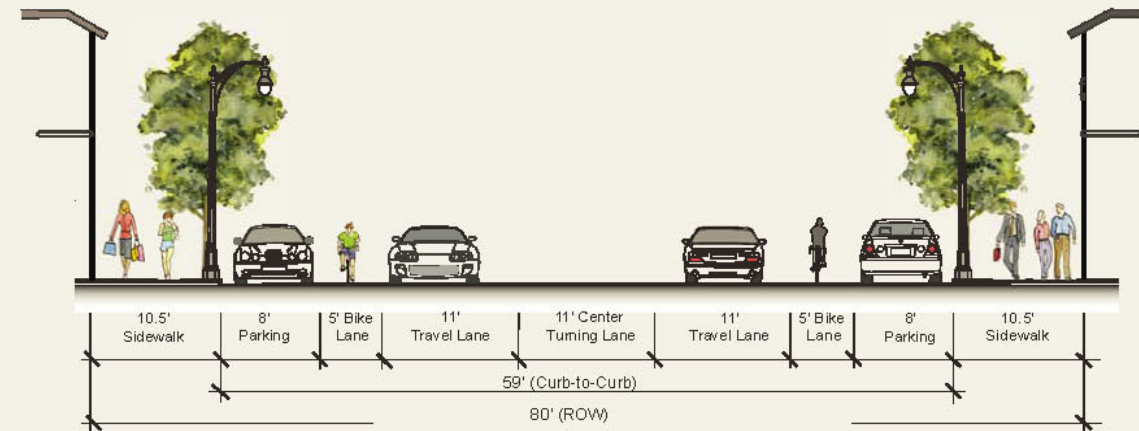 10.5'
Sidewalk
8'
Parking
5' Bike
Lane
11'
Travel Lane
11' Center
Turning Lane
11'
Travel Lane
5' Bike
Lane
8'
Parking
10.5'
Sidewalk
59' (Curb-to-Curb)
80' (ROW)